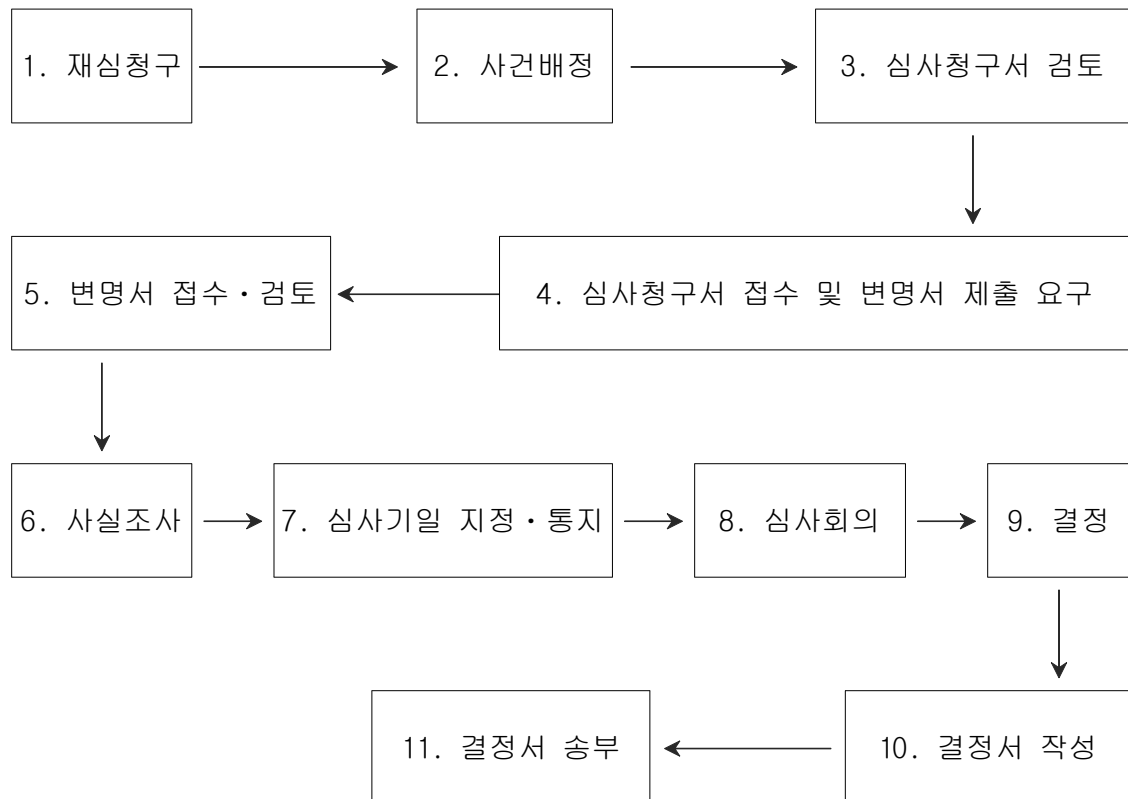 1. 재심청구
2. 사건배정
3. 심사청구서 검토
4. 심사청구서 접수 및 변명서 제출 요구
5. 변명서 접수·검토
6. 사실조사
7. 심사기일 지정·통지
8. 심사회의
9. 결정
10. 결정서 작성
11. 결정서 송부